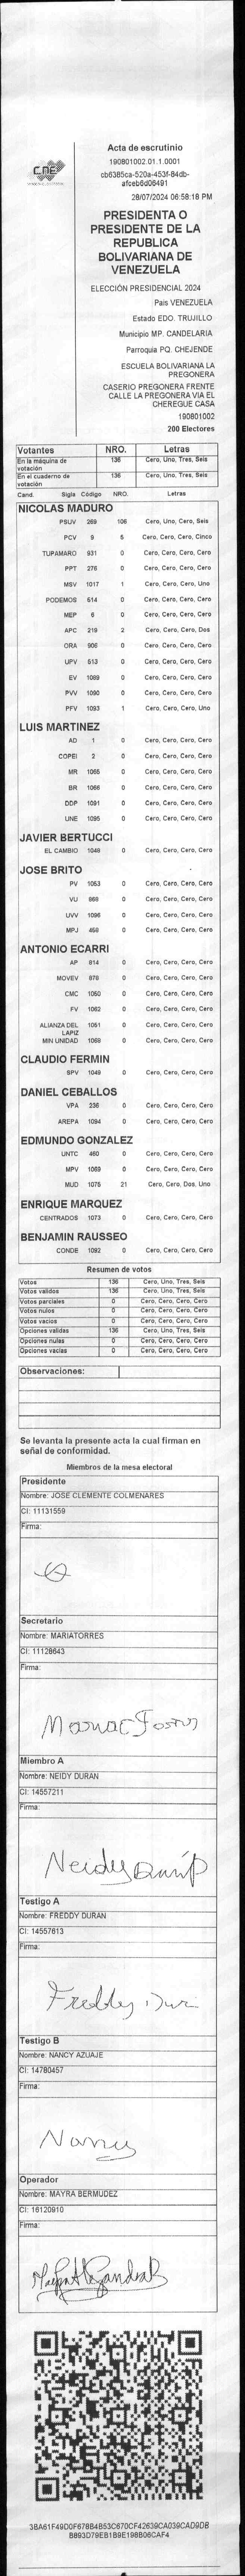 Acta de escrutinio
190801002.01.1.0001
cb6385ca-520a-453f-84db-
afceb6d06491
28/07/2024 06:58:18 PM
CNE
PRESIDENTA O
PRESIDENTE DE LA
REPUBLICA
BOLIVARIANA DE
VENEZUELA
ELECCIÓN PRESIDENCIAL 2024
Pais VENEZUELA
Estado EDO. TRUJILLO
Municipio MP. CANDELARIA
Parroquia PQ. CHEJENDE
ESCUELA BOLIVARIANA LA
PREGONERA
CASERIO PREGONERA FRENTE
CALLE LA PREGONERA VIA EL
CHEREGUE CASA
190801002
200 Electores
Votantes NRO. Letras
En la máquina de votación 136 Cero, Uno, Tres, Seis
En el cuaderno de votación 136 Cero, Uno, Tres, Seis
Cand. Sigla Código NRO. Letras
NICOLAS MADURO
PSUV 269 106 Cero, Uno, Cero, Seis
PCV 9 5 Cero, Cero, Cero, Cinco
TUPAMARO 931 0 Cero, Cero, Cero, Cero
PPT 276 0 Cero, Cero, Cero, Cero
MSV 1017 1 Cero, Cero, Cero, Uno
PODEMOS 514 0 Cero, Cero, Cero, Cero
MEP 6 0 Cero, Cero, Cero, Cero
APC 219 2 Cero, Cero, Cero, Dos
ORA 906 0 Cero, Cero, Cero, Cero
UPV 513 0 Cero, Cero, Cero, Cero
EV 1089 0 Cero, Cero, Cero, Cero
PVV 1090 0 Cero, Cero, Cero, Cero
PFV 1093 1 Cero, Cero, Cero, Uno
LUIS MARTINEZ
AD 1 0 Cero, Cero, Cero, Cero
COPEI 2 0 Cero, Cero, Cero, Cero
MR 1065 0 Cero, Cero, Cero, Cero
BR 1066 0 Cero, Cero, Cero, Cero
DDP 1091 0 Cero, Cero, Cero, Cero
UNE 1095 0 Cero, Cero, Cero, Cero
JAVIER BERTUCCI
EL CAMBIO 1048 0 Cero, Cero, Cero, Cero
JOSE BRITO
PV 1053 0 Cero, Cero, Cero, Cero
VU 868 0 Cero, Cero, Cero, Cero
UVV 1096 0 Cero, Cero, Cero, Cero
MPJ 458 0 Cero, Cero, Cero, Cero
ANTONIO ECARRI
AP 814 0 Cero, Cero, Cero, Cero
MOVEV 878 0 Cero, Cero, Cero, Cero
CMC 1050 0 Cero, Cero, Cero, Cero
FV 1062 0 Cero, Cero, Cero, Cero
ALIANZA DEL LAPIZ 1051 0 Cero, Cero, Cero, Cero
MIN UNIDAD 1068 0 Cero, Cero, Cero, Cero
CLAUDIO FERMIN
SPV 1049 0 Cero, Cero, Cero, Cero
DANIEL CEBALLOS
VPA 236 0 Cero, Cero, Cero, Cero
AREPA 1094 0 Cero, Cero, Cero, Cero
EDMUNDO GONZALEZ
UNTC 460 0 Cero, Cero, Cero, Cero
MPV 1069 0 Cero, Cero, Cero, Cero
MUD 1075 21 Cero, Cero, Dos, Uno
ENRIQUE MARQUEZ
CENTRADOS 1073 0 Cero, Cero, Cero, Cero
BENJAMIN RAUSSEO
CONDE 1092 0 Cero, Cero, Cero, Cero
Resumen de votos
Votos 136 Cero, Uno, Tres, Seis
Votos validos 136 Cero, Uno, Tres, Seis
Votos parciales 0 Cero, Cero, Cero, Cero
Votos nulos 0 Cero, Cero, Cero, Cero
Votos vacios 0 Cero, Cero, Cero, Cero
Opciones validas 136 Cero, Uno, Tres, Seis
Opciones nulas 0 Cero, Cero, Cero, Cero
Opciones vacias 0 Cero, Cero, Cero, Cero
Observaciones:
Se levanta la presente acta la cual firman en
señal de conformidad.
Miembros de la mesa electoral
Presidente
Nombre: JOSE CLEMENTE COLMENARES
CI: 11131559
Firma:
Secretario
Nombre: MARIATORRES
CI: 11128643
Firma:
Miembro A
Nombre: NEIDY DURAN
CI: 14557211
Firma:
Neidy
Testigo A
Nombre: FREDDY DURAN
CI: 14557613
Firma:
Freddy
Testigo B
Nombre: NANCY AZUAJE
CI: 14780457
Firma:
Nancy
Operador
Nombre: MAYRA BERMUDEZ
CI: 16120910
Firma:
3BA61F49D0F678B4B53C670CF42639CA039CAD9DB
B893D79EB1B9E198B06CAF4